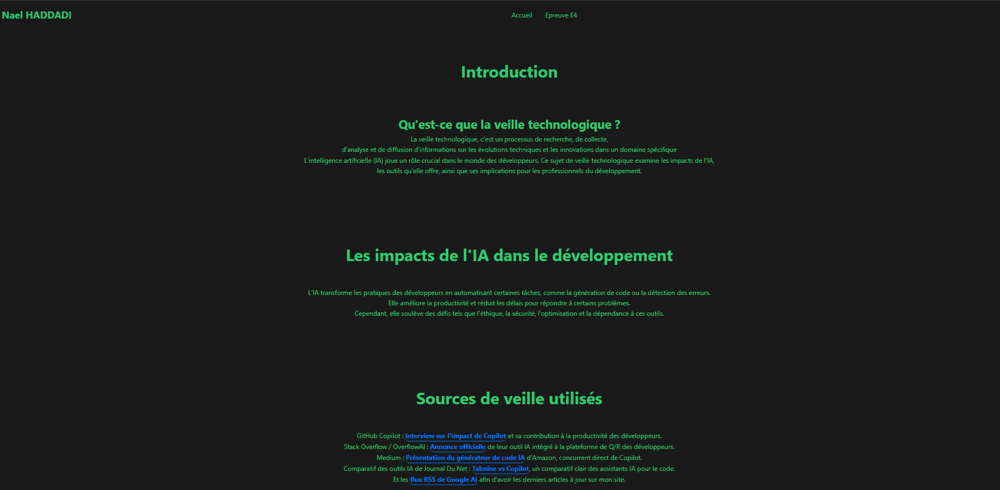 Nael HADDADI
Accueil Epreuve E4
Introduction
Qu'est-ce que la veille technologique ?
La veille technologique, c’est un processus de recherche, de collecte,
d’analyse et de diffusion d’informations sur les évolutions techniques et les innovations dans un domaine spécifique
L'intelligence artificielle (IA) joue un rôle crucial dans le monde des développeurs. Ce sujet de veille technologique examine les impacts de l'IA,
les outils qu'elle offre, ainsi que ses implications pour les professionnels du développement.
Les impacts de l'IA dans le développement
L'IA transforme les pratiques des développeurs en automatisant certaines tâches, comme la génération de code ou la détection des erreurs.
Elle améliore la productivité et réduit les délais pour répondre à certains problèmes.
Cependant, elle soulève des défis tels que l'éthique, la sécurité, l'optimisation et la dépendance à ces outils.
Sources de veille utilisés
GitHub Copilot : Interview sur l'impact de Copilot et sa contribution à la productivité des développeurs.
Stack Overflow / OverflowAI : Annonce officielle de leur outil IA intégré à la plateforme de Q/R des développeurs.
Medium : Présentation du générateur de code IA d'Amazon, concurrent direct de Copilot.
Comparatif des outils IA de Journal Du Net : Tabnine vs Copilot, un comparatif clair des assistants IA pour le code.
Et les flux RSS de Google AI afin d'avoir les derniers articles à jour sur mon site.